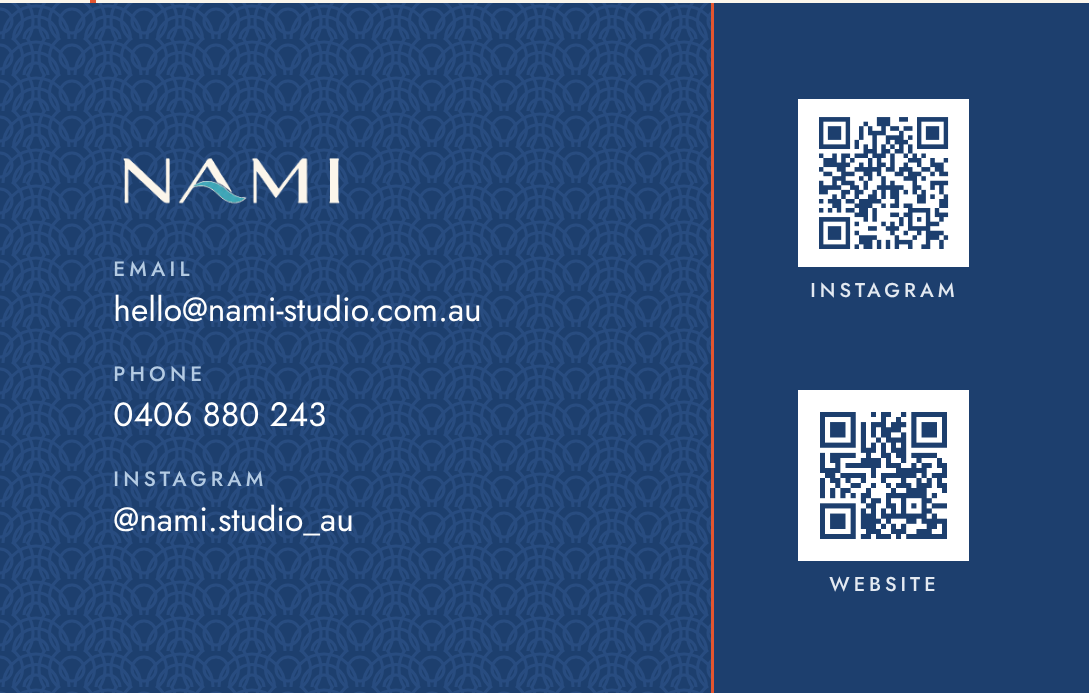 NAMI
EMAIL
hello@nami-studio.com.au
PHONE
0406 880 243
INSTAGRAM
@nami.studio_au
INSTAGRAM
WEBSITE